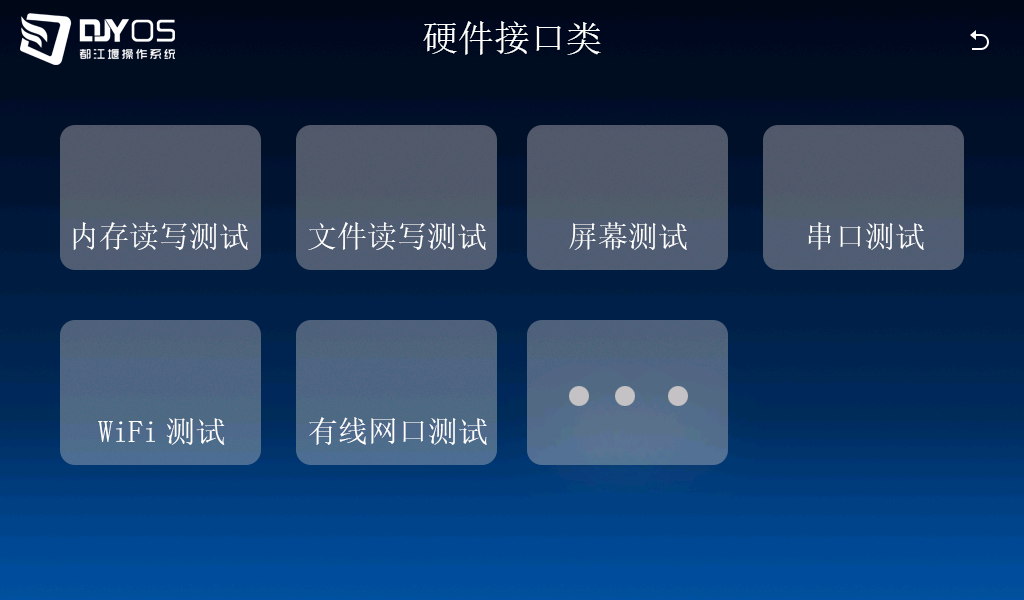 DJYOS
都江堰操作系统
硬件接口类
内存读写测试
文件读写测试
屏幕测试
串口测试
WiFi 测试
有线网口测试